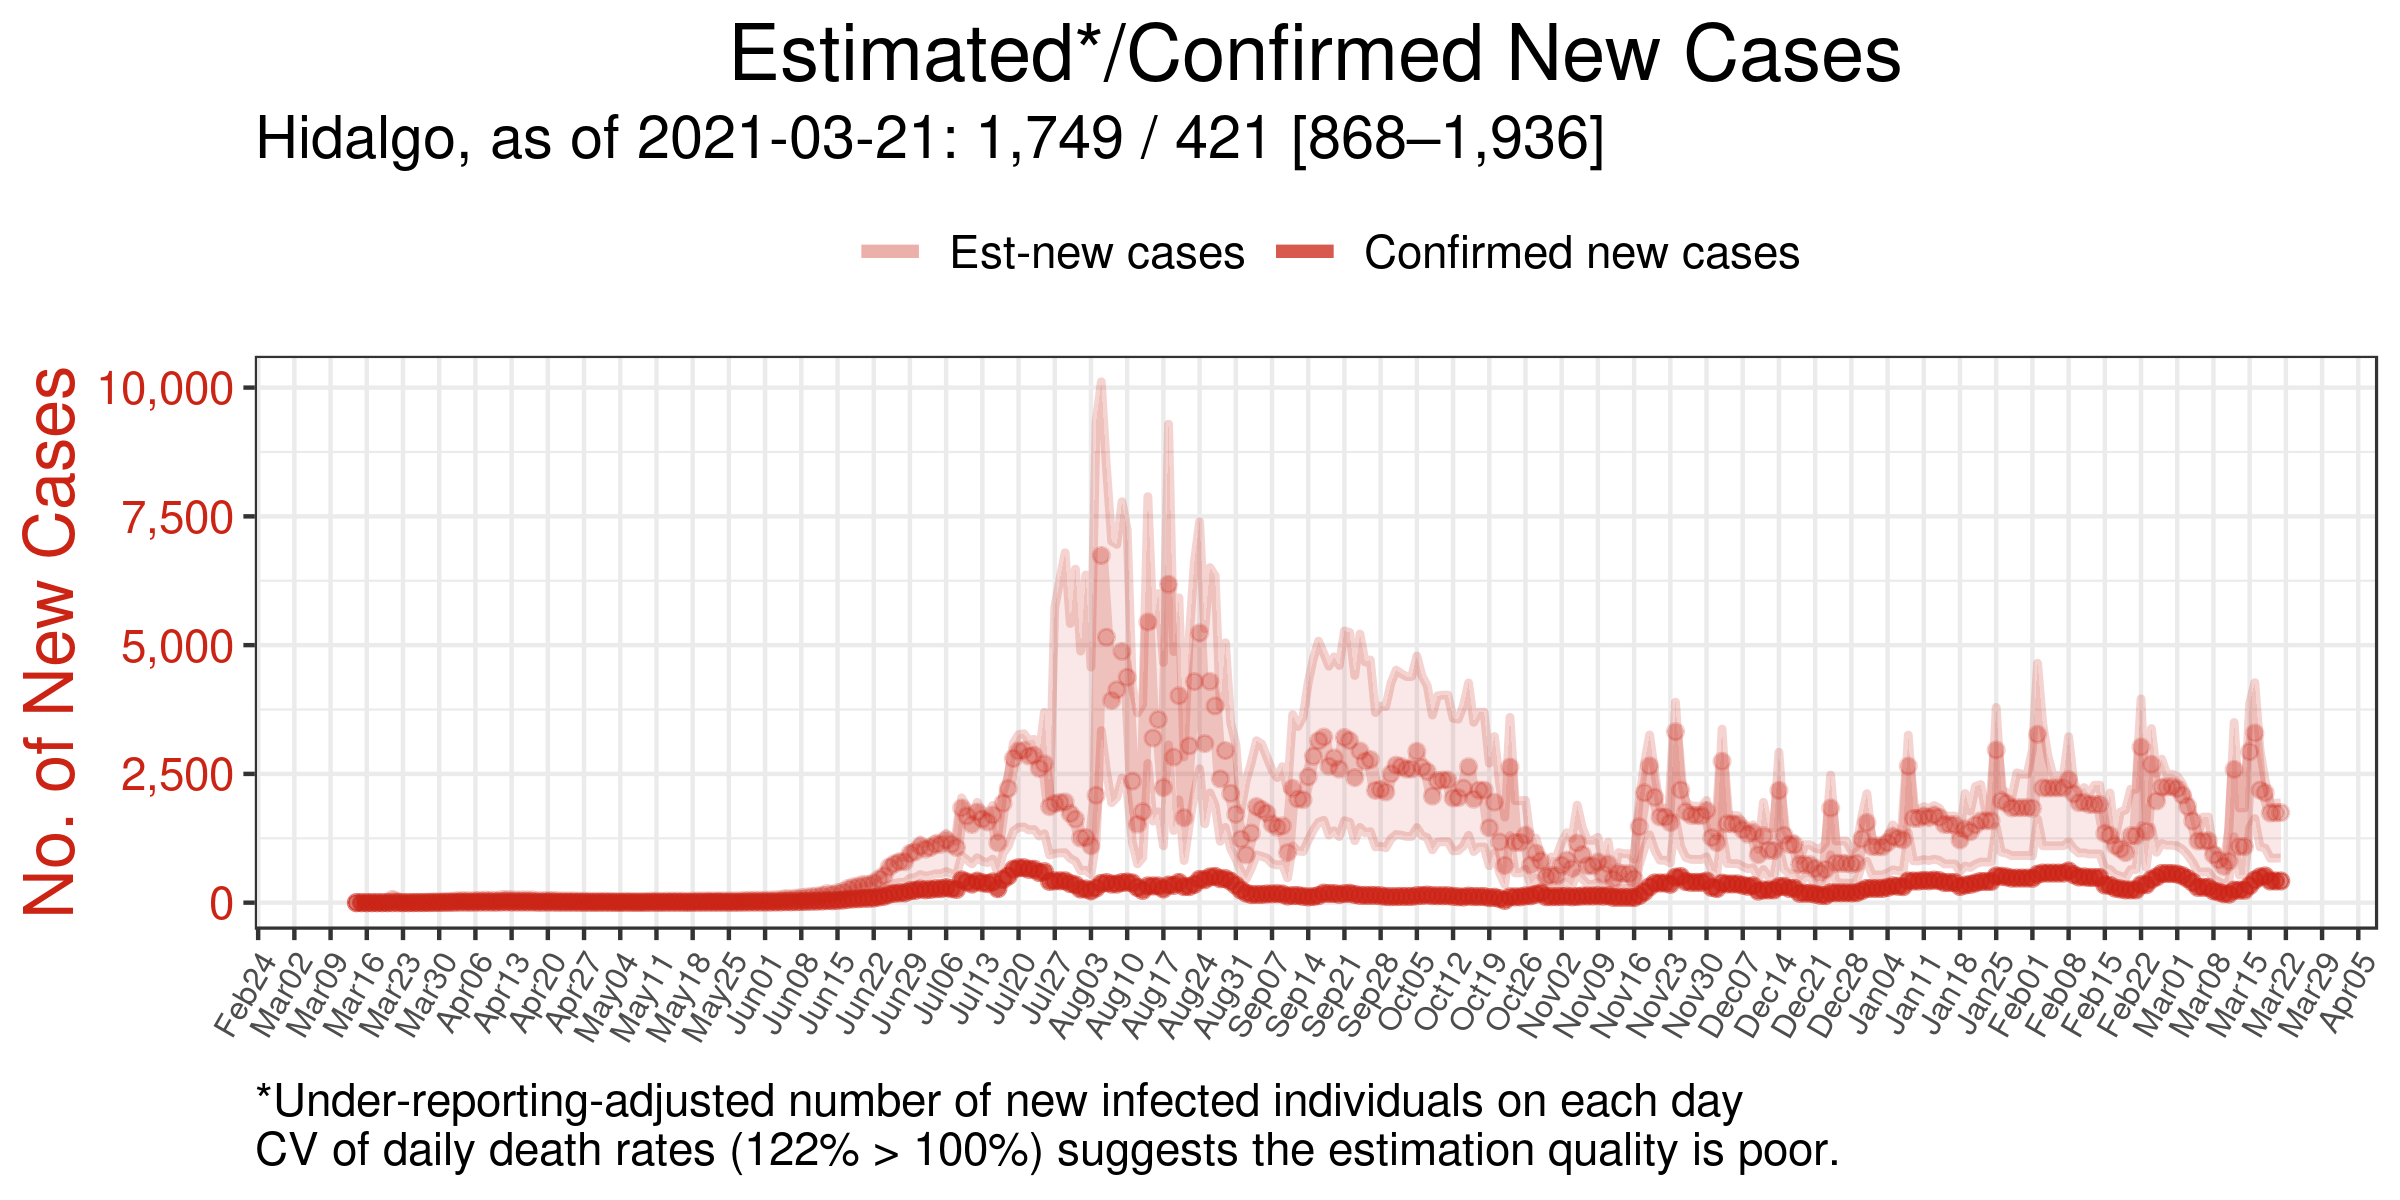 Estimated*/Confirmed New Cases
Hidalgo, as of 2021-03-21: 1,749 / 421 [868–1,936]
Est-new cases
Confirmed new cases
No. of New Cases
10,000
7,500
5,000
2,500
0
Feb24
Mar02
Mar09
Mar16
Mar23
Mar30
Apr06
Apr13
Apr20
Apr27
May04
May11
May18
May25
Jun01
Jun08
Jun15
Jun22
Jun29
Jul06
Jul13
Jul20
Jul27
Aug03
Aug10
Aug17
Aug24
Aug31
Sep07
Sep14
Sep21
Sep28
Oct05
Oct12
Oct19
Oct26
Nov02
Nov09
Nov16
Nov23
Nov30
Dec07
Dec14
Dec21
Dec28
Jan04
Jan11
Jan18
Jan25
Feb01
Feb08
Feb15
Feb22
Mar01
Mar08
Mar15
Mar22
Mar29
Apr05
*Under-reporting-adjusted number of new infected individuals on each day
CV of daily death rates (122% > 100%) suggests the estimation quality is poor.